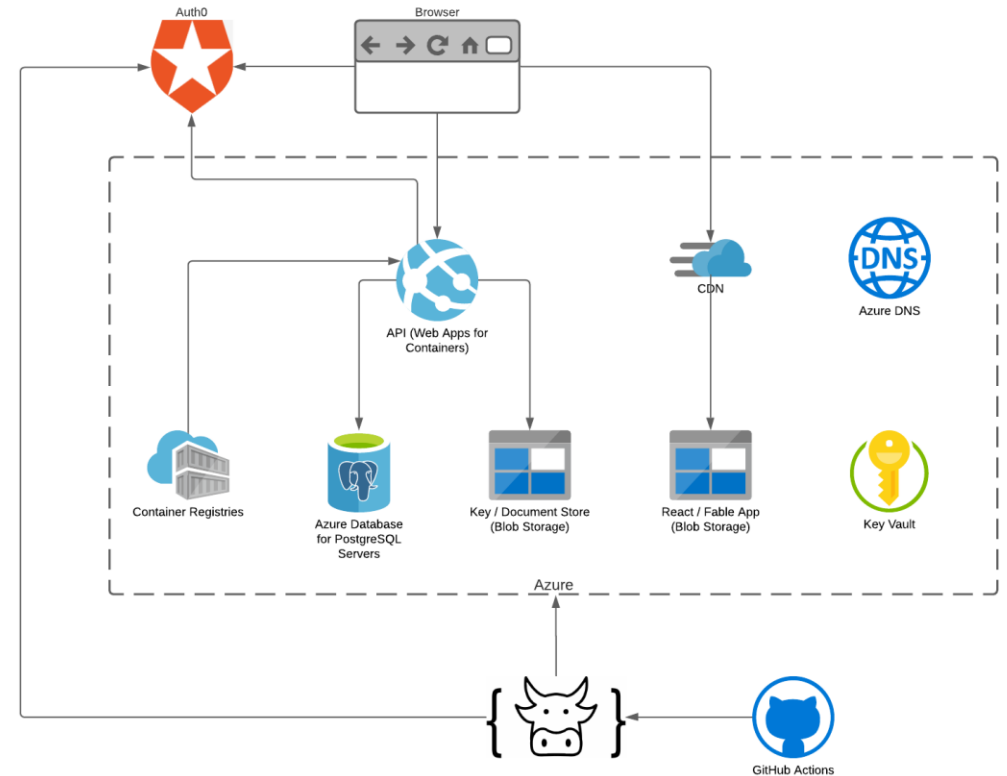 Auth0
Browser
DNS
CDN
Azure DNS
API (Web Apps for
Containers)
Container Registries
Azure Database
for PostgreSQL
Servers
Key / Document Store
(Blob Storage)
React / Fable App
(Blob Storage)
Key Vault
Azure
{ }
GitHub Actions